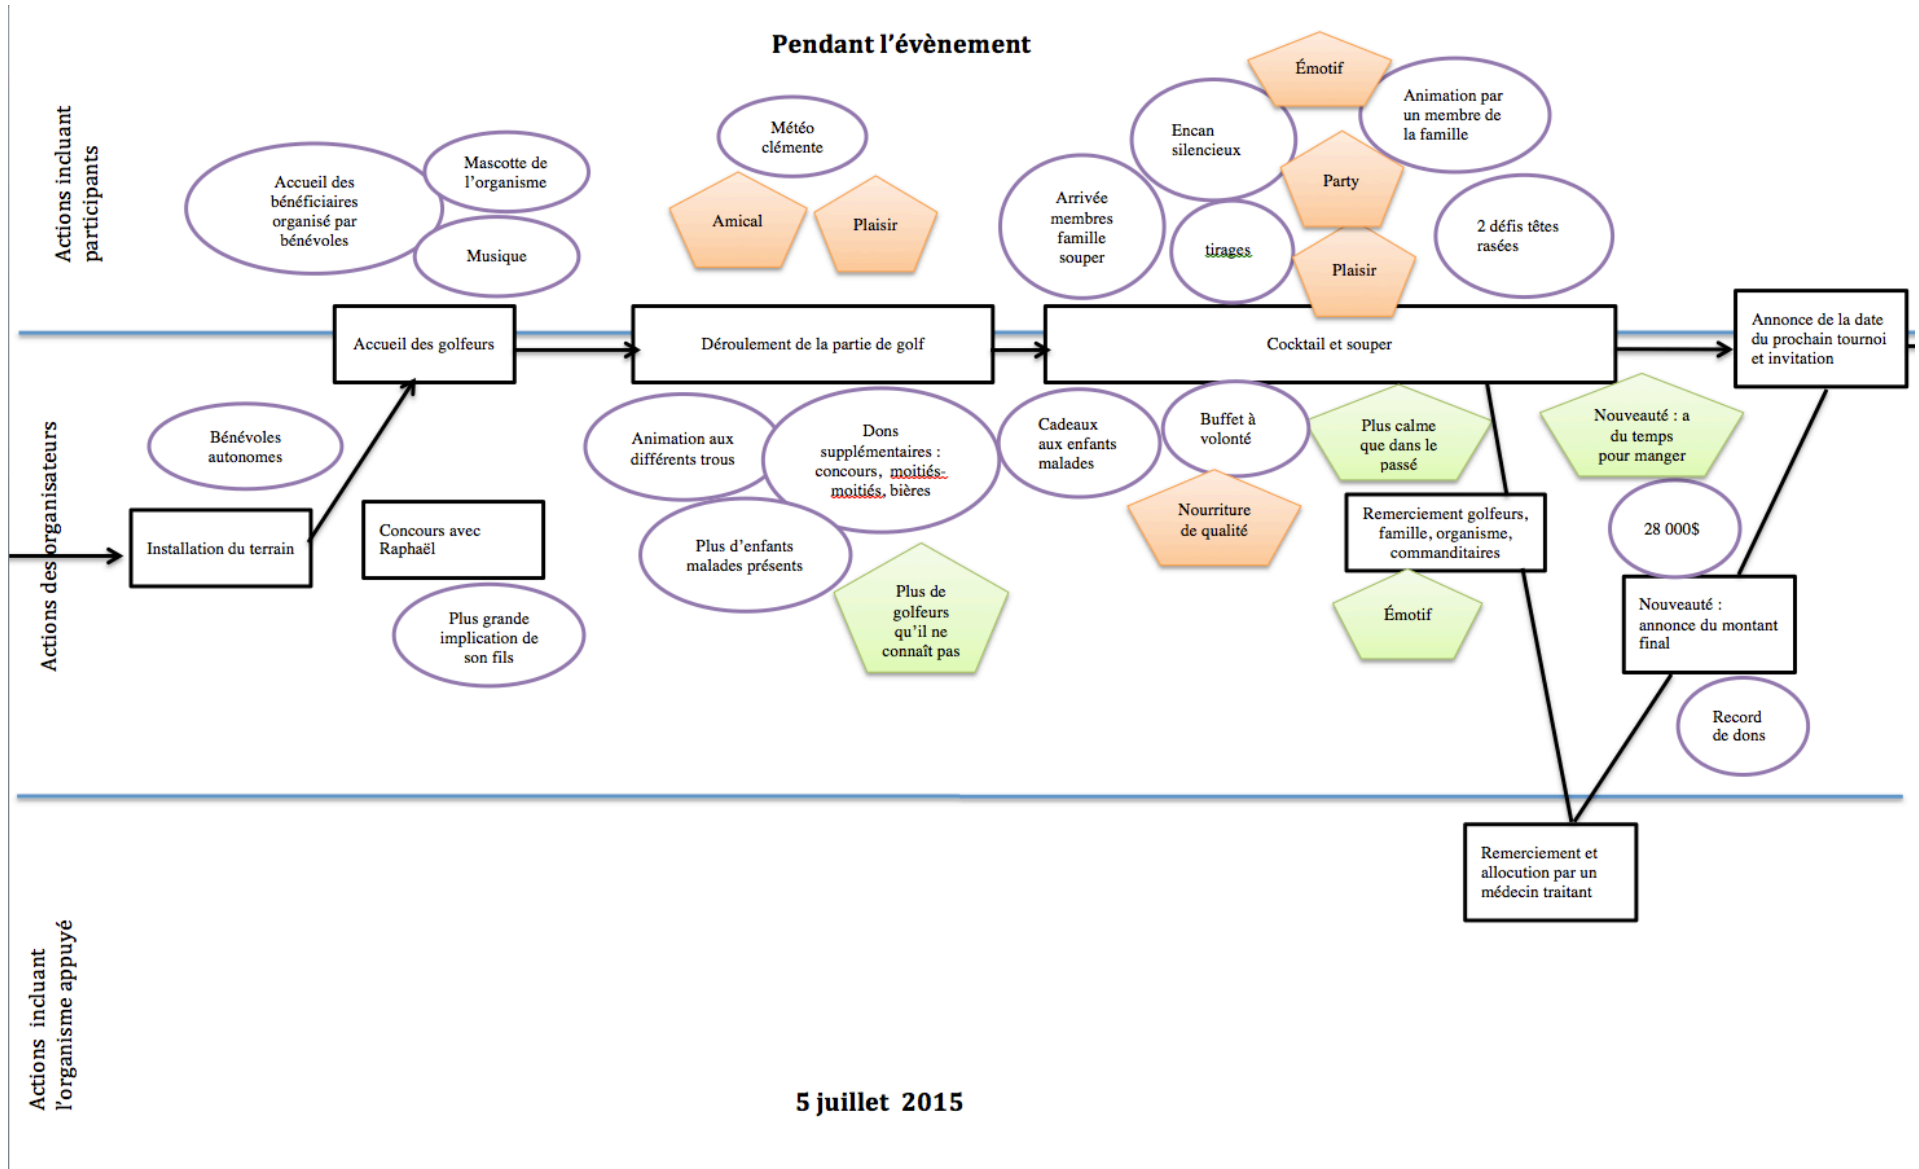 Pendant l'évènement
Actions incluant
participants
Accueil des
bénéficiaires
organisé par
bénévoles
Mascotte de
l'organisme
Musique
Météo
clémente
Amical
Plaisir
Arrivée
membres
famille
souper
Encan
silencieux
tirages
Émotif
Party
Plaisir
Animation par
un membre de
la famille
2 défis têtes
rasées
Accueil des golfeurs
Déroulement de la partie de golf
Cocktail et souper
Annonce de la date
du prochain tournoi
et invitation
Actions des organisateurs
Bénévoles
autonomes
Installation du terrain
Concours avec
Raphaël
Plus grande
implication de
son fils
Animation aux
différents trous
Dons
supplémentaires :
concours, moitiés-
moitiés, bières
Plus d'enfants
malades présents
Plus de
golfeurs
qu'il ne
connaît pas
Cadeaux
aux enfants
malades
Buffet à
volonté
Nourriture
de qualité
Plus calme
que dans le
passé
Remerciement golfeurs,
famille, organisme,
commanditaires
Émotif
Nouveauté : a
du temps
pour manger
28 000$
Nouveauté :
annonce du montant
final
Record
de dons
Actions incluant
l'organisme appuyé
Remerciement et
allocution par un
médecin traitant
5 juillet 2015